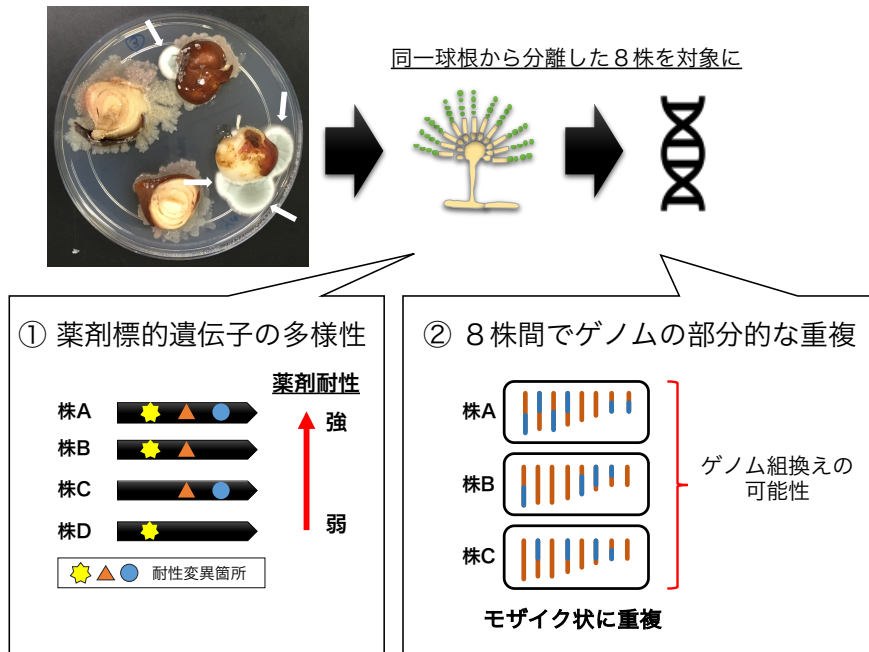 同一球根から分離した８株を対象に
① 薬剤標的遺伝子の多様性
薬剤耐性
株A
株B
株C
株D
強
弱
耐性変異箇所
② ８株間でゲノムの部分的な重複
株A
株B
株C
ゲノム組換えの
可能性
モザイク状に重複